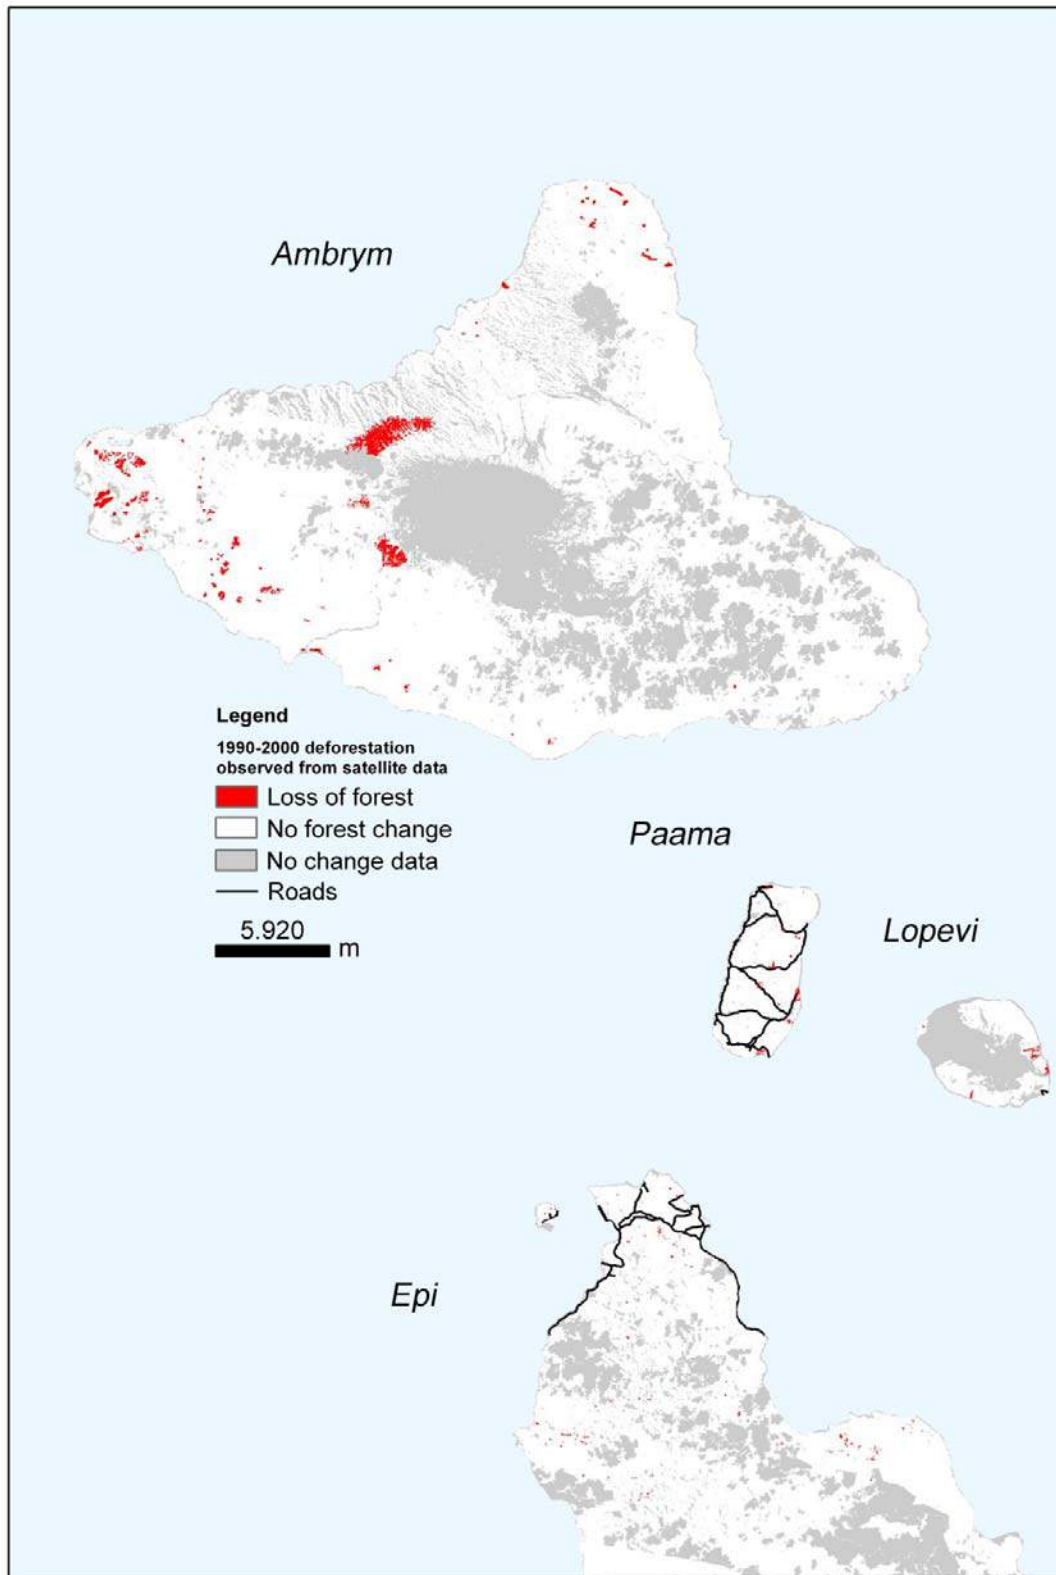 Ambrym
Legend
1990-2000 deforestation
observed from satellite data
Loss of forest
No forest change
No change data
Roads
5.920
m
Paama
Lopevi
Epi